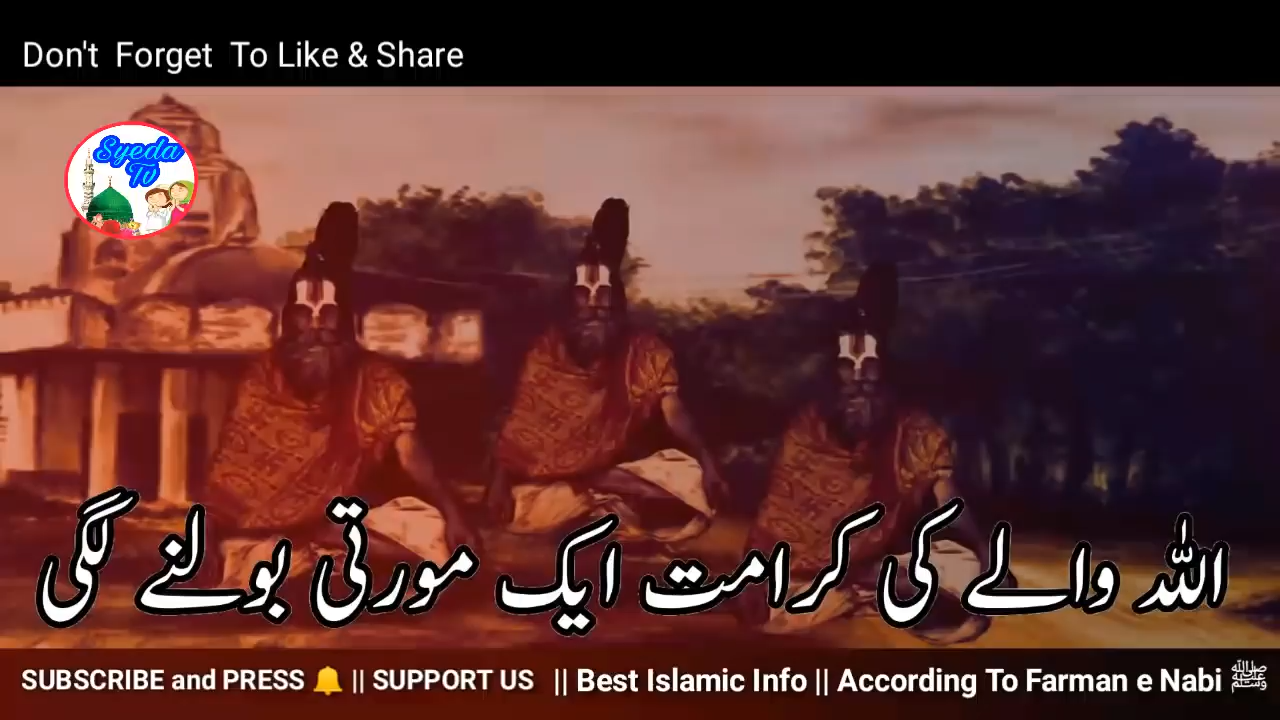 Don't Forget To Like & Share
Syeda
Tv
اللہ والے کی کرامت ایک مورتی بولنے لگی
SUBSCRIBE and PRESS 🔔 || SUPPORT US || Best Islamic Info || According To Farman e Nabi ﷺ